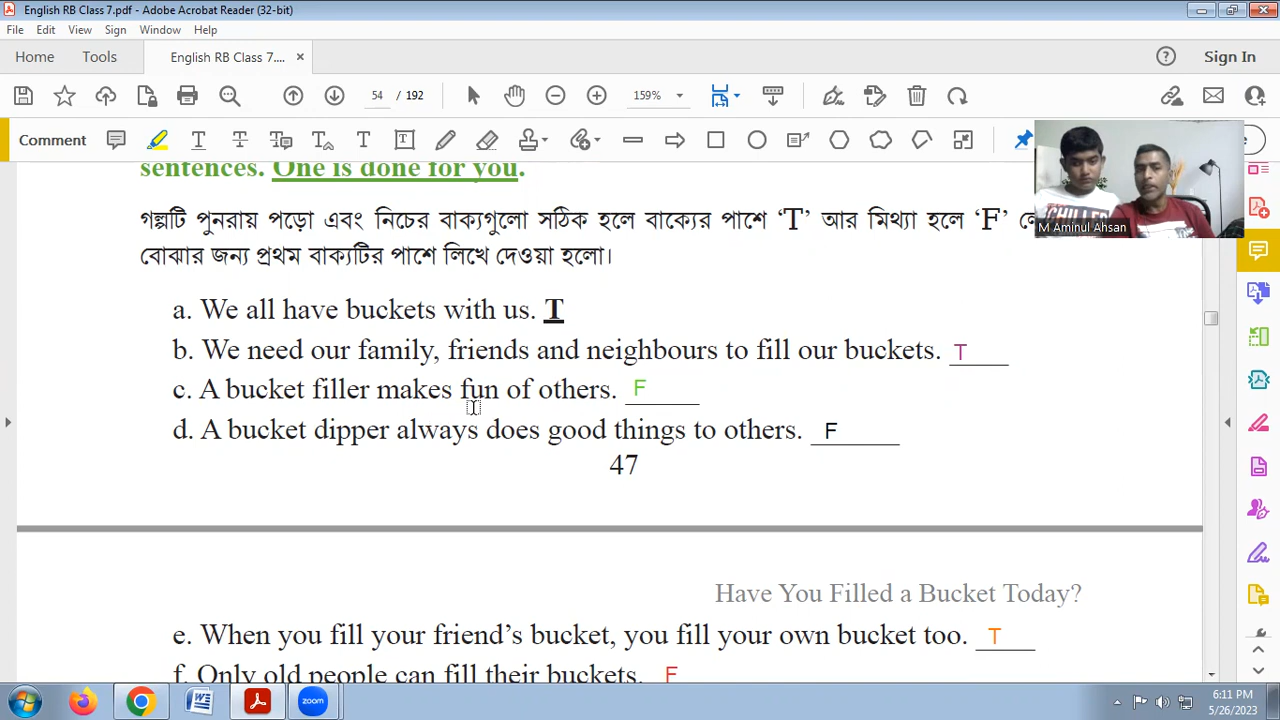 English RB Class 7.pdf - Adobe Acrobat Reader (32-bit)
File Edit View Sign Window Help
Home Tools English RB Class 7.... × Sign In
54 / 192 159%
Comment
sentences. One is done for you.
গল্পটি পুনরায় পড়ো এবং নিচের বাক্যগুলো সঠিক হলে বাক্যের পাশে ‘T’ আর মিথ্যা হলে ‘F’
বোঝার জন্য প্রথম বাক্যটির পাশে লিখে দেওয়া হলো।
M Aminul Ahsan
a. We all have buckets with us. T
b. We need our family, friends and neighbours to fill our buckets. T
c. A bucket filler makes fun of others. F
d. A bucket dipper always does good things to others. F
47
Have You Filled a Bucket Today?
e. When you fill your friend’s bucket, you fill your own bucket too. T
f. Only old people can fill their buckets. F
zoom
6:11 PM
5/26/2023